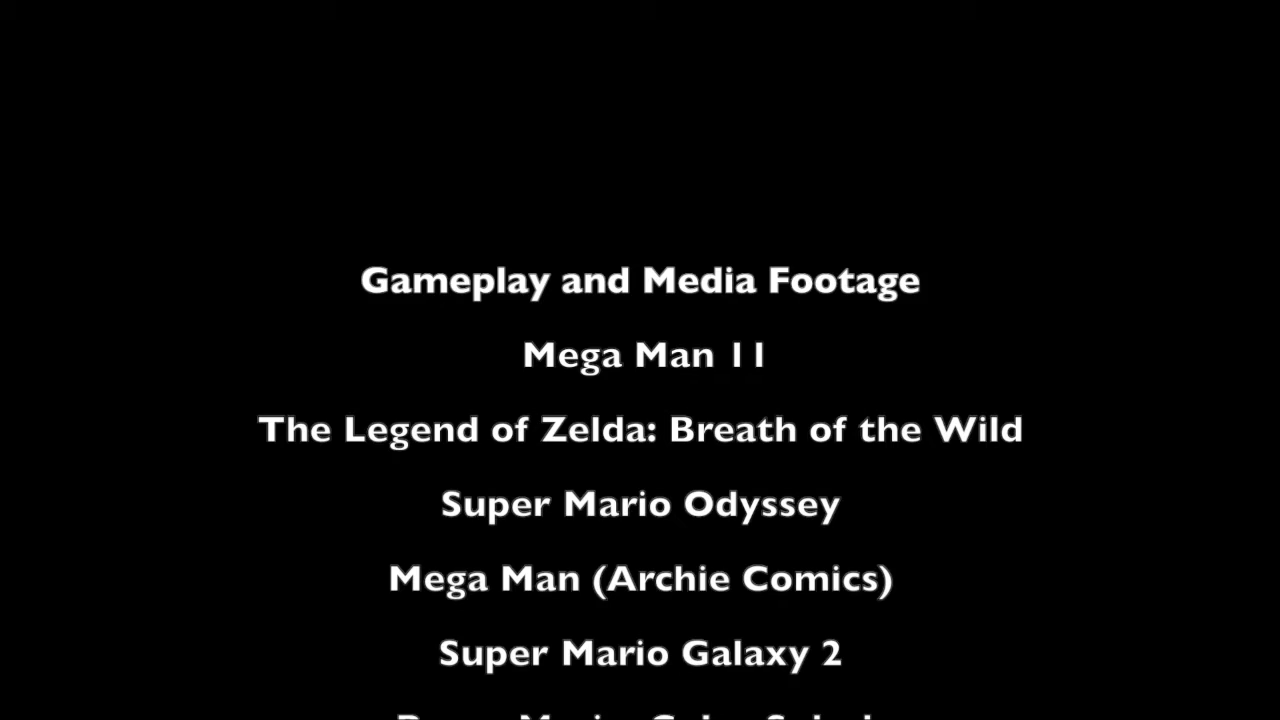 Gameplay and Media Footage
Mega Man 11
The Legend of Zelda: Breath of the Wild
Super Mario Odyssey
Mega Man (Archie Comics)
Super Mario Galaxy 2